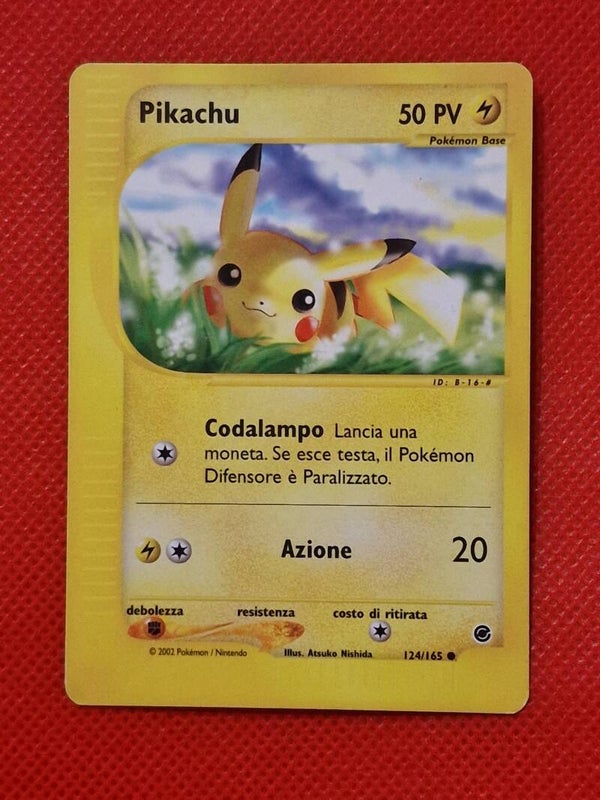 Pikachu 50 PV
Pokémon Base
ID: B-16-#
Codalampo Lancia una
moneta. Se esce testa, il Pokémon
Difensore è Paralizzato.
Azione 20
debolezza resistenza costo di ritirata
© 2002 Pokémon / Nintendo Illus. Atsuko Nishida 124/165